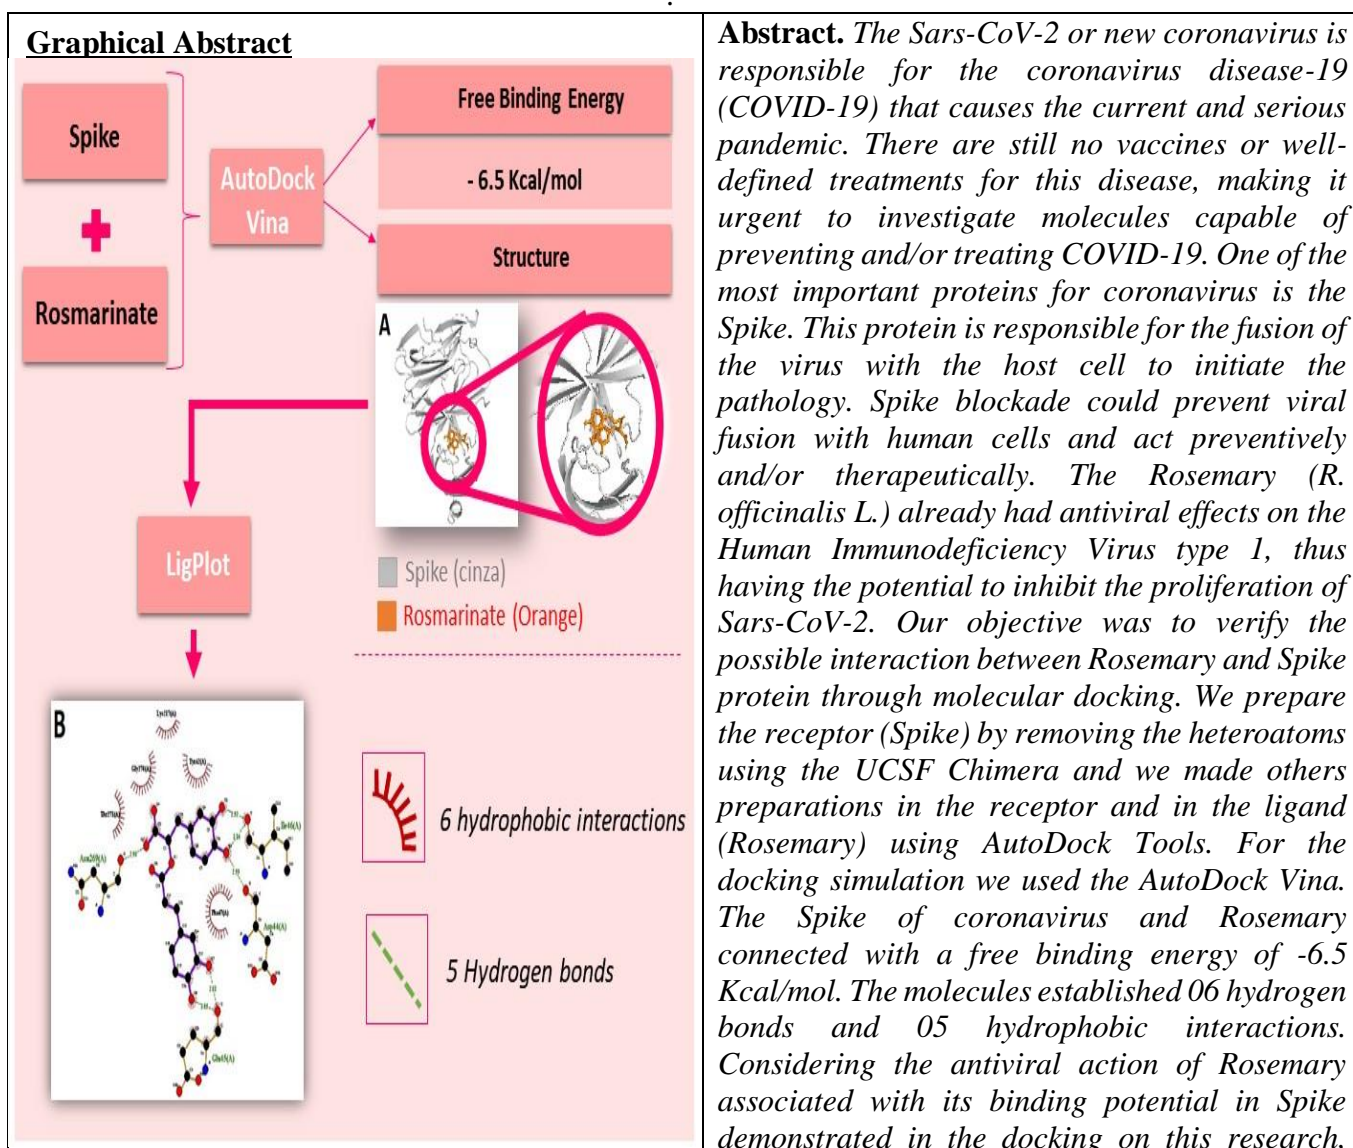 Graphical Abstract
Spike
Rosmarinate
AutoDock
Vina
Free Binding Energy
- 6.5 Kcal/mol
Structure
A
Spike (cinza)
Rosmarinate (Orange)
LigPlot
B
6 hydrophobic interactions
5 Hydrogen bonds
Abstract. The Sars-CoV-2 or new coronavirus is
responsible for the coronavirus disease-19
(COVID-19) that causes the current and serious
pandemic. There are still no vaccines or well-
defined treatments for this disease, making it
urgent to investigate molecules capable of
preventing and/or treating COVID-19. One of the
most important proteins for coronavirus is the
Spike. This protein is responsible for the fusion of
the virus with the host cell to initiate the
pathology. Spike blockade could prevent viral
fusion with human cells and act preventively
and/or therapeutically. The Rosemary (R.
officinalis L.) already had antiviral effects on the
Human Immunodeficiency Virus type 1, thus
having the potential to inhibit the proliferation of
Sars-CoV-2. Our objective was to verify the
possible interaction between Rosemary and Spike
protein through molecular docking. We prepare
the receptor (Spike) by removing the heteroatoms
using the UCSF Chimera and we made others
preparations in the receptor and in the ligand
(Rosemary) using AutoDock Tools. For the
docking simulation we used the AutoDock Vina.
The Spike of coronavirus and Rosemary
connected with a free binding energy of -6.5
Kcal/mol. The molecules established 06 hydrogen
bonds and 05 hydrophobic interactions.
Considering the antiviral action of Rosemary
associated with its binding potential in Spike
demonstrated in the docking on this research,